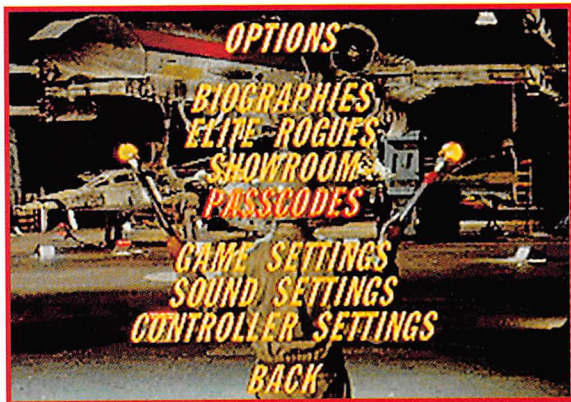 OPTIONS
BIOGRAPHIES
ELITE ROGUES
SHOWROOM
PASSCODES
GAME SETTINGS
SOUND SETTINGS
CONTROLLER SETTINGS
BACK